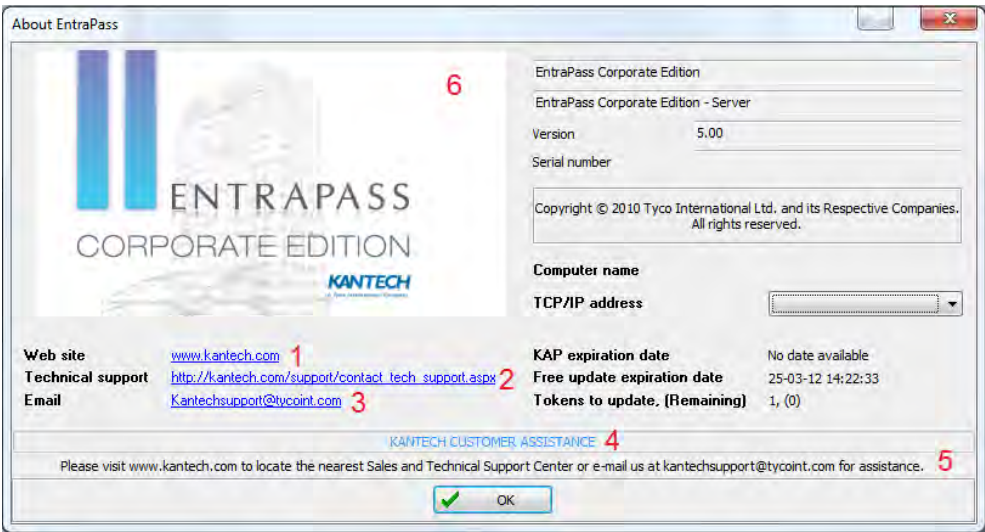 About EntraPass
6
ENTRAPASS
CORPORATE EDITION
KANTECH
EntraPass Corporate Edition
EntraPass Corporate Edition - Server
Version 5.00
Serial number
Copyright © 2010 Tyco International Ltd. and its Respective Companies.
All rights reserved.
Computer name
TCP/IP address
Web site www.kantech.com 1
Technical support http://kantech.com/support/contact_tech_support.aspx 2
Email Kantechsupport@tycoint.com 3
KAP expiration date No date available
Free update expiration date 25-03-12 14:22:33
Tokens to update, (Remaining) 1, (0)
KANTECH CUSTOMER ASSISTANCE 4
Please visit www.kantech.com to locate the nearest Sales and Technical Support Center or e-mail us at kantechsupport@tycoint.com for assistance. 5
OK